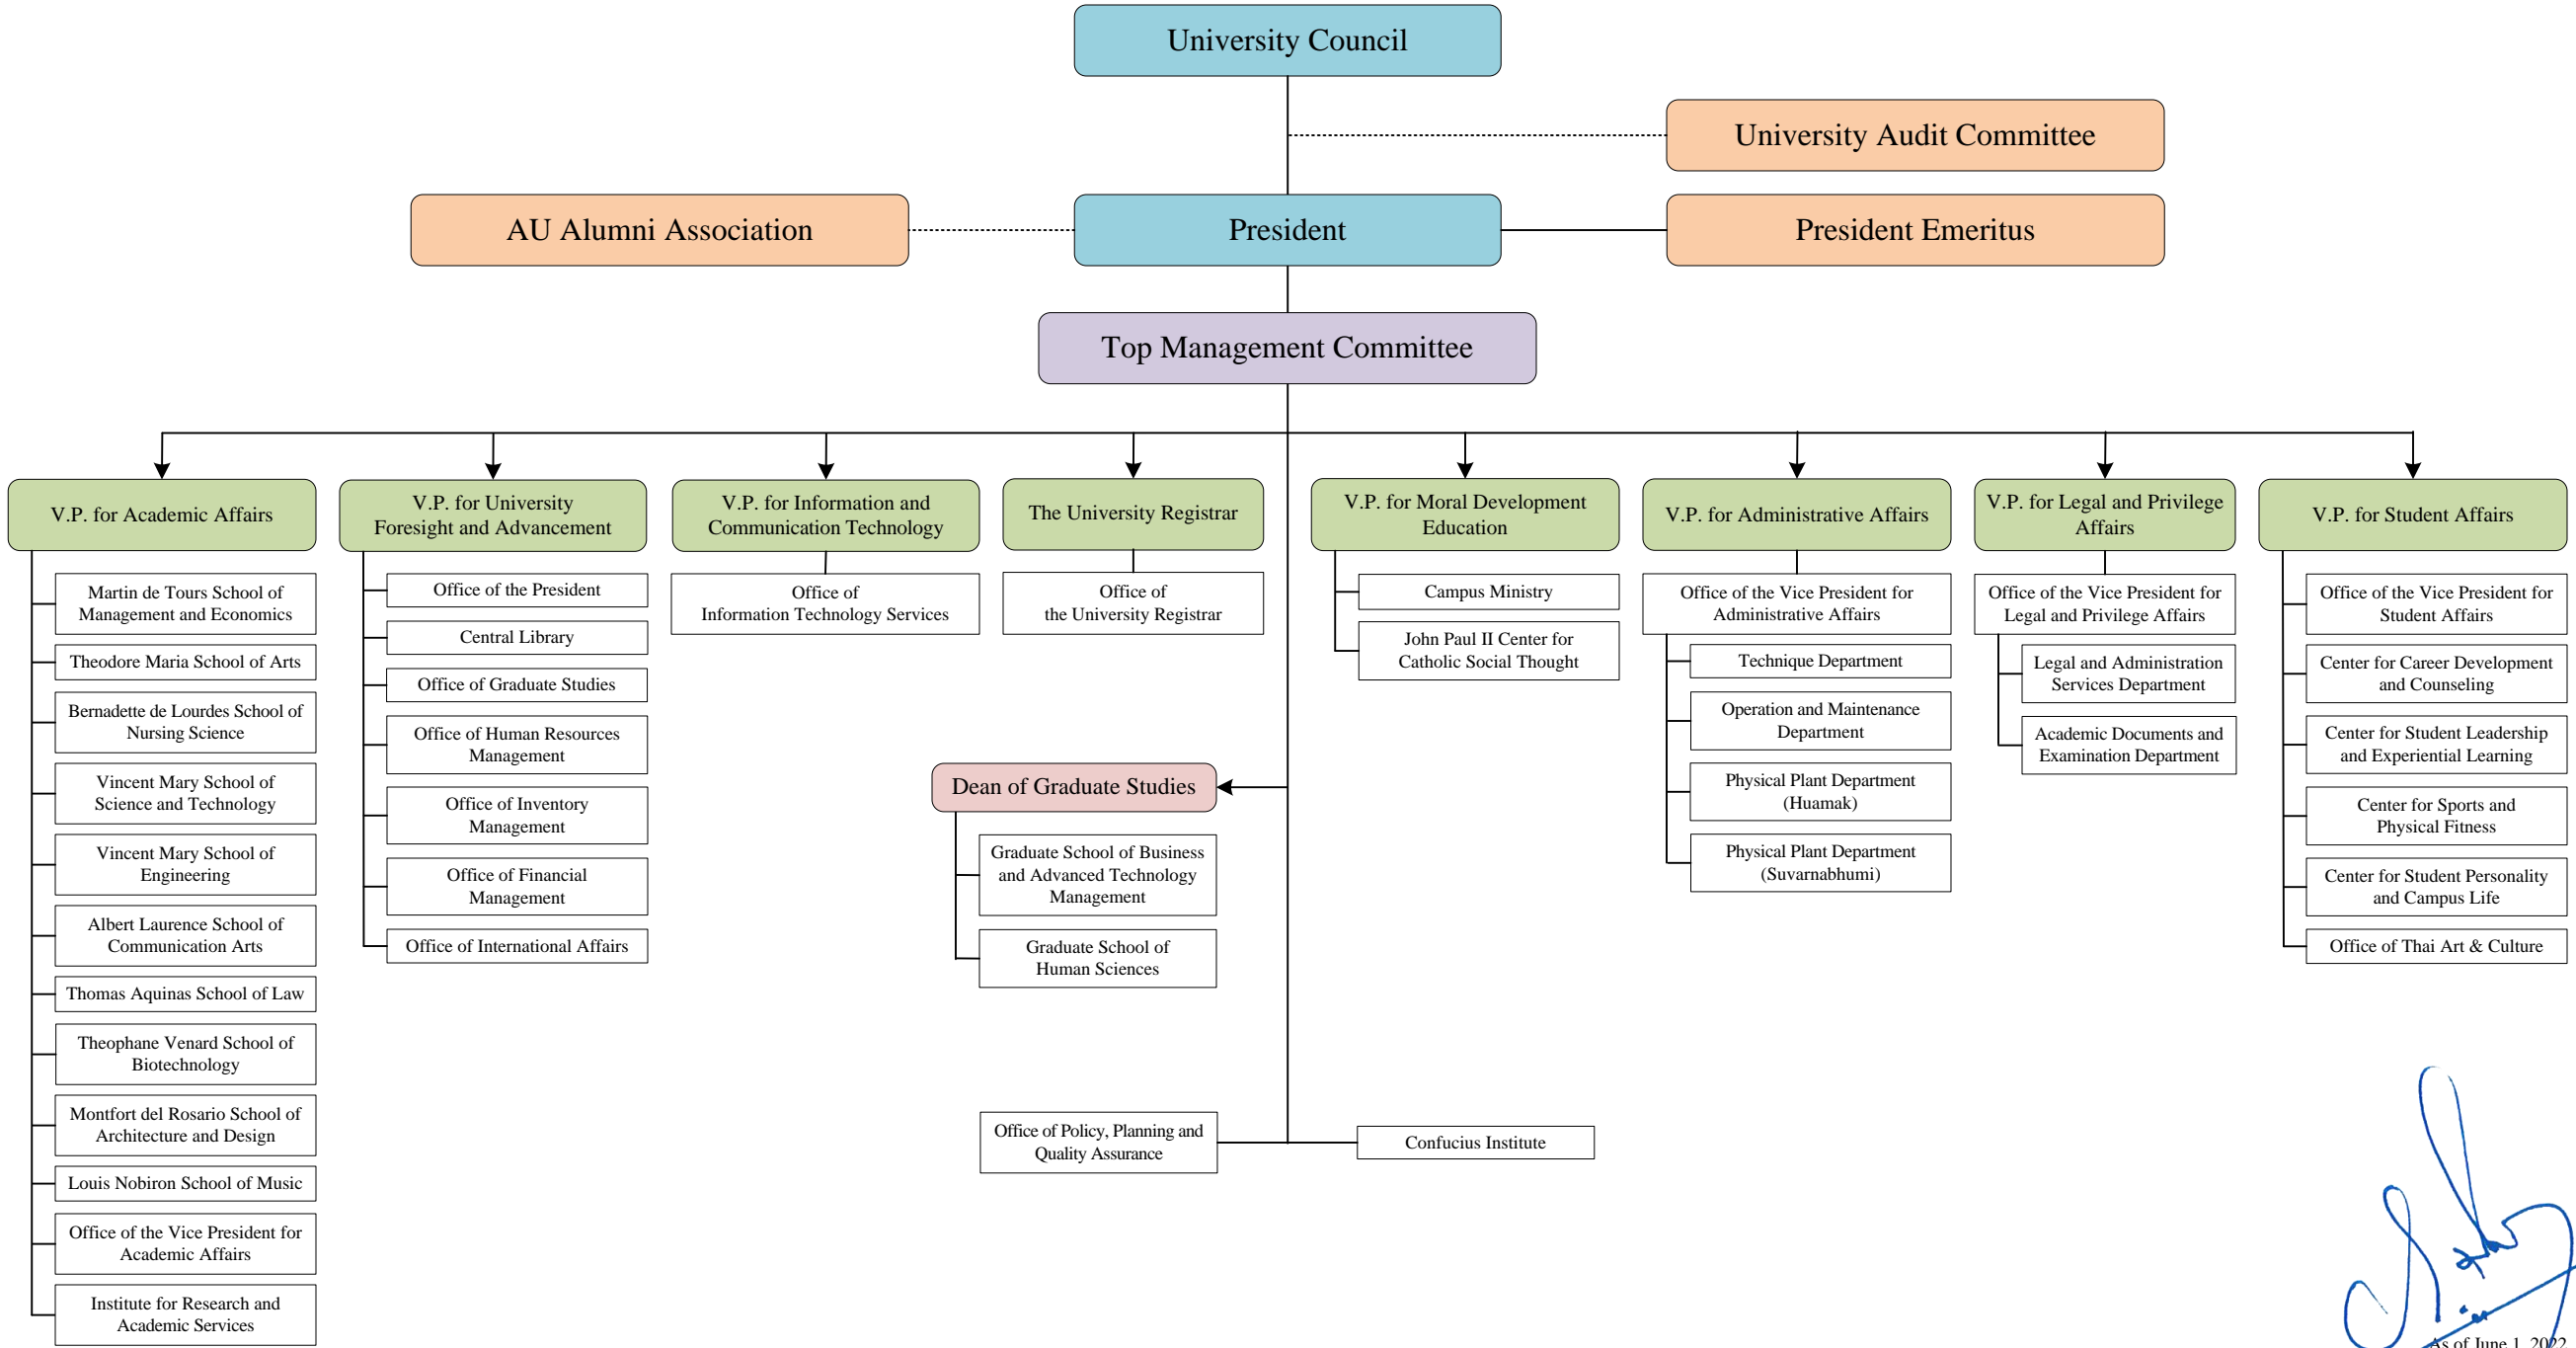 University Council
University Audit Committee
AU Alumni Association
President
President Emeritus
Top Management Committee
V.P. for Academic Affairs
Martin de Tours School of
Management and Economics
Theodore Maria School of Arts
Bernadette de Lourdes School of
Nursing Science
Vincent Mary School of
Science and Technology
Vincent Mary School of
Engineering
Albert Laurence School of
Communication Arts
Thomas Aquinas School of Law
Theophane Venard School of
Biotechnology
Montfort del Rosario School of
Architecture and Design
Louis Nobiron School of Music
Office of the Vice President for
Academic Affairs
Institute for Research and
Academic Services
V.P. for University
Foresight and Advancement
Office of the President
Central Library
Office of Graduate Studies
Office of Human Resources
Management
Office of Inventory
Management
Office of Financial
Management
Office of International Affairs
V.P. for Information and
Communication Technology
Office of
Information Technology Services
The University Registrar
Office of
the University Registrar
Dean of Graduate Studies
Graduate School of Business
and Advanced Technology
Management
Graduate School of
Human Sciences
Office of Policy, Planning and
Quality Assurance
Confucius Institute
V.P. for Moral Development
Education
Campus Ministry
John Paul II Center for
Catholic Social Thought
V.P. for Administrative Affairs
Office of the Vice President for
Administrative Affairs
Technique Department
Operation and Maintenance
Department
Physical Plant Department
(Huamak)
Physical Plant Department
(Suvarnabhumi)
V.P. for Legal and Privilege
Affairs
Office of the Vice President for
Legal and Privilege Affairs
Legal and Administration
Services Department
Academic Documents and
Examination Department
V.P. for Student Affairs
Office of the Vice President for
Student Affairs
Center for Career Development
and Counseling
Center for Student Leadership
and Experiential Learning
Center for Sports and
Physical Fitness
Center for Student Personality
and Campus Life
Office of Thai Art & Culture
As of June 1, 2022